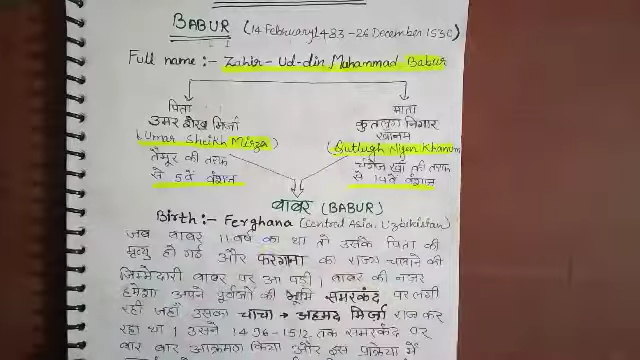 BABUR (14 February 1483 - 26 December 1530)
Full name :- Zahir - Ud-din Muhammad Babur
पिता
माता
उमर शेख मिर्जा
कुतलुग निगार खानम
(Umar Sheikh Mirza)
(Qutlugh Nigar Khanum
तैमूर की तरफ से 5वें वंशज
चंगेज खाँ की तरफ से 14वें वंशज
बाबर (BABUR)
Birth :- Ferghana (Central Asia, Uzbekistan)
जब बाबर 11 वर्ष का था तो उसके पिता की
मृत्यु हो गई और फरगना का राज्य चलाने की
जिम्मेदारी बाबर पर आ पड़ी। बाबर की नजर
हमेशा अपने पूर्वजों की भूमि समरकंद पर लगी
रही जहाँ उसका चाचा → अहमद मिर्जा राज कर
रहा था। उसने 1496-1512 तक समरकंद पर
बार बार आक्रमण किया और इस प्रक्रिया में